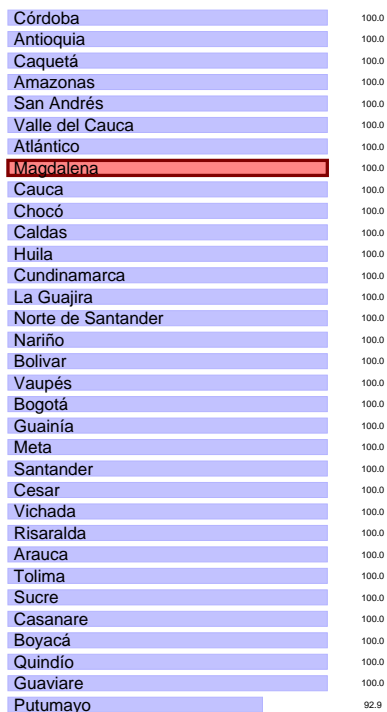 Córdoba 100.0
Antioquia 100.0
Caquetá 100.0
Amazonas 100.0
San Andrés 100.0
Valle del Cauca 100.0
Atlántico 100.0
Magdalena 100.0
Cauca 100.0
Chocó 100.0
Caldas 100.0
Huila 100.0
Cundinamarca 100.0
La Guajira 100.0
Norte de Santander 100.0
Nariño 100.0
Bolivar 100.0
Vaupés 100.0
Bogotá 100.0
Guainía 100.0
Meta 100.0
Santander 100.0
Cesar 100.0
Vichada 100.0
Risaralda 100.0
Arauca 100.0
Tolima 100.0
Sucre 100.0
Casanare 100.0
Boyacá 100.0
Quindío 100.0
Guaviare 100.0
Putumayo 92.9